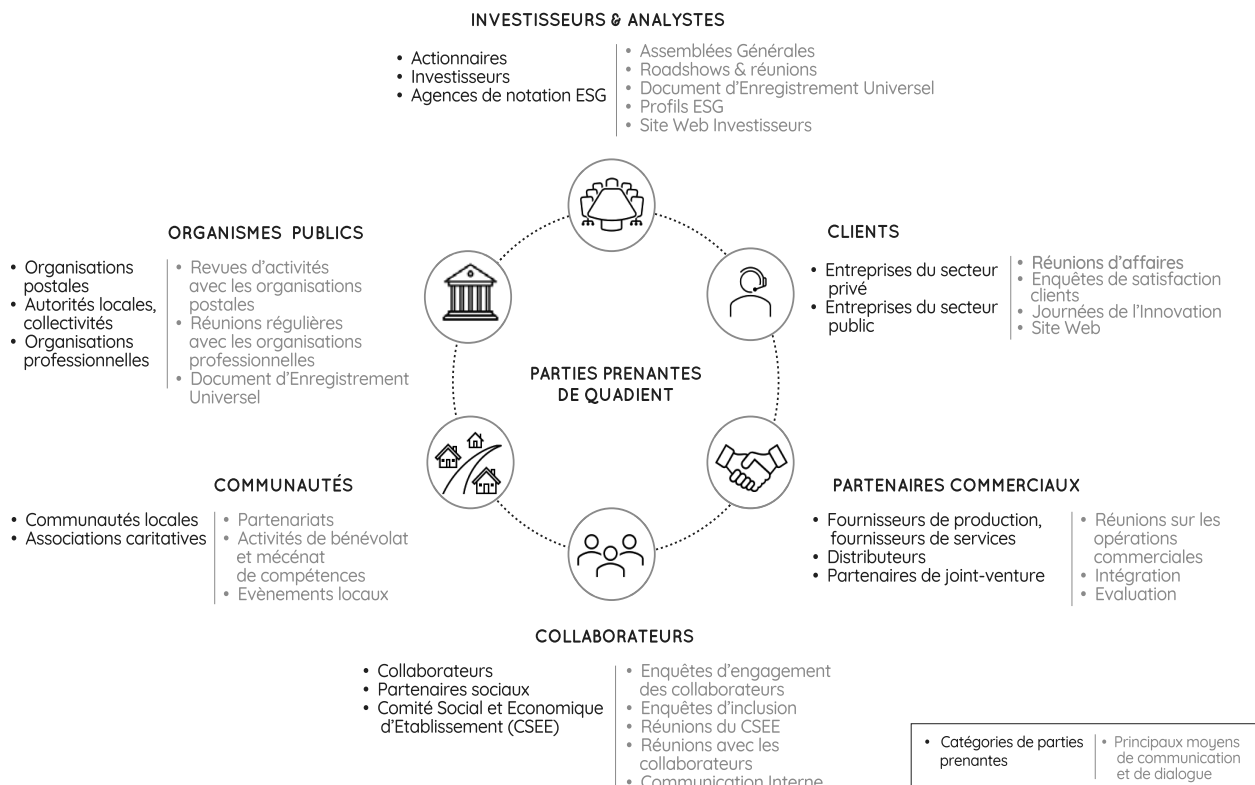 INVESTISSEURS & ANALYSTES
• Actionnaires
• Investisseurs
• Agences de notation ESG
• Assemblées Générales
• Roadshows & réunions
• Document d'Enregistrement Universel
• Profils ESG
• Site Web Investisseurs
ORGANISMES PUBLICS
• Organisations
postales
• Autorités locales,
collectivités
• Organisations
professionnelles
• Revues d'activités
avec les organisations
postales
• Réunions régulières
avec les organisations
professionnelles
• Document d'Enregistrement
Universel
CLIENTS
• Entreprises du secteur
privé
• Entreprises du secteur
public
• Réunions d'affaires
• Enquêtes de satisfaction
clients
• Journées de l'Innovation
• Site Web
PARTIES PRENANTES
DE QUADIENT
COMMUNAUTÉS
• Communautés locales
• Associations caritatives
• Partenariats
• Activités de bénévolat
et mécénat
de compétences
• Evènements locaux
PARTENAIRES COMMERCIAUX
• Fournisseurs de production,
fournisseurs de services
• Distributeurs
• Partenaires de joint-venture
• Réunions sur les
opérations
commerciales
• Intégration
• Evaluation
COLLABORATEURS
• Collaborateurs
• Partenaires sociaux
• Comité Social et Economique
d'Etablissement (CSEE)
• Enquêtes d'engagement
des collaborateurs
• Enquêtes d'inclusion
• Réunions du CSEE
• Réunions avec les
collaborateurs
• Communication Interne
• Catégories de parties
prenantes
• Principaux moyens
de communication
et de dialogue